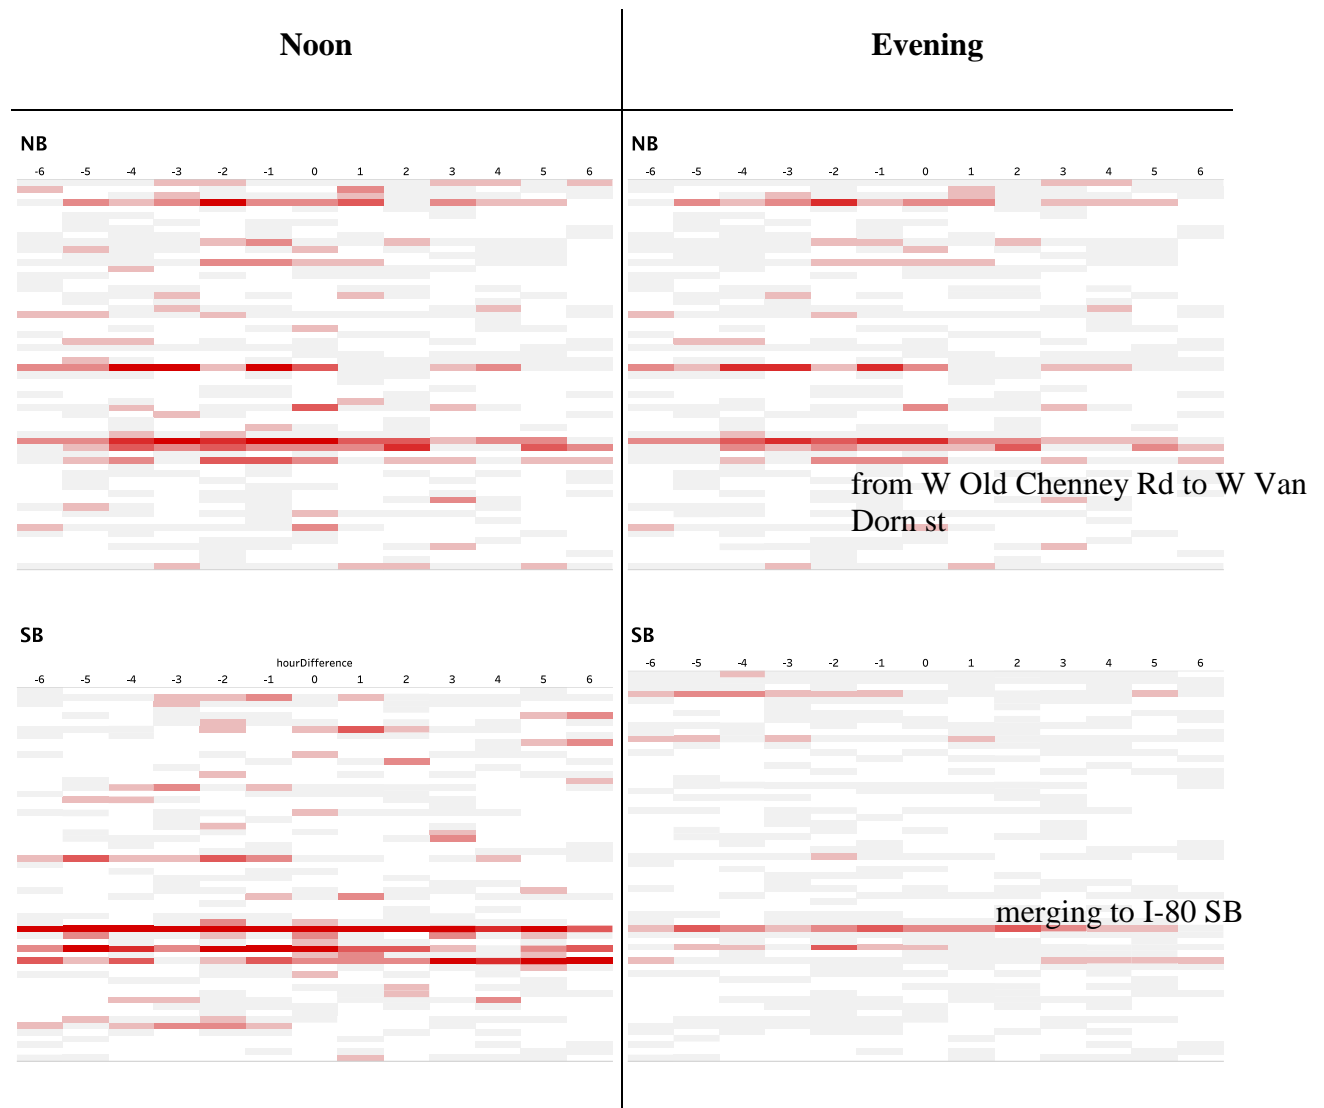 Noon
Evening
NB
-6 -5 -4 -3 -2 -1 0 1 2 3 4 5 6
NB
-6 -5 -4 -3 -2 -1 0 1 2 3 4 5 6
from W Old Chenney Rd to W Van
Dorn st
SB
hourDifference
-6 -5 -4 -3 -2 -1 0 1 2 3 4 5 6
SB
-6 -5 -4 -3 -2 -1 0 1 2 3 4 5 6
merging to I-80 SB